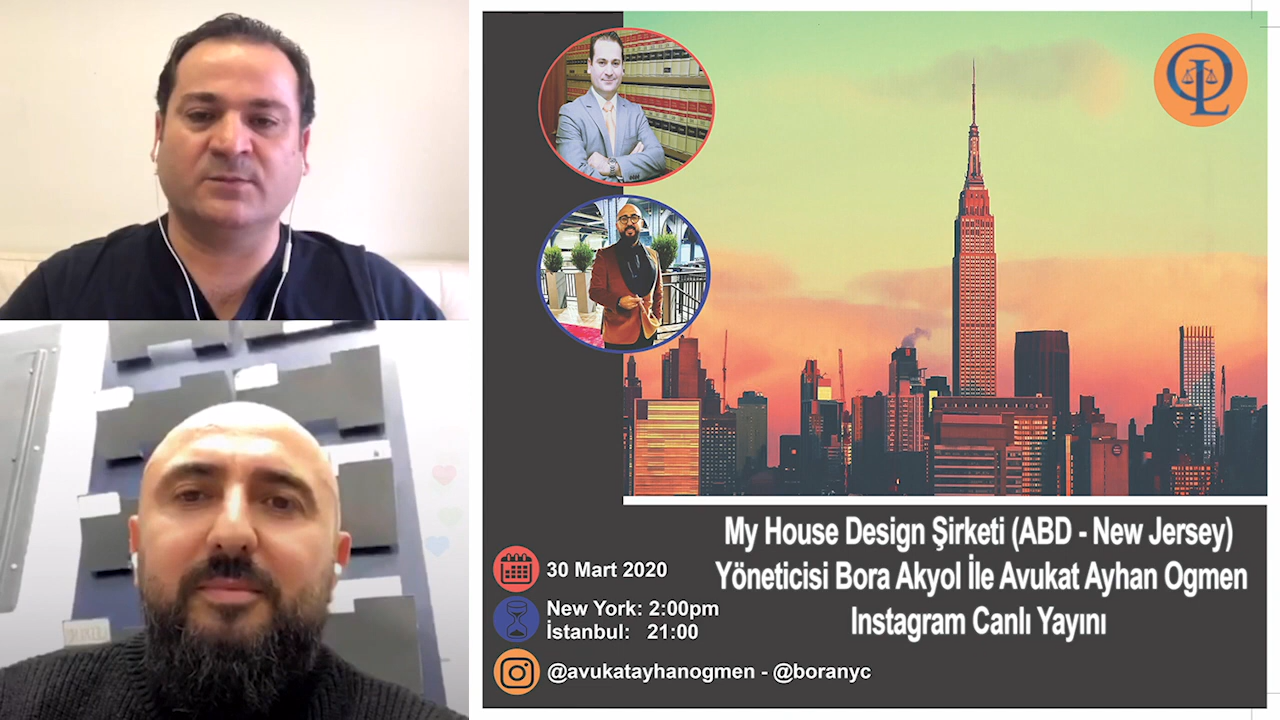 My House Design Şirketi (ABD - New Jersey)
Yöneticisi Bora Akyol İle Avukat Ayhan Ogmen
Instagram Canlı Yayını
30 Mart 2020
New York: 2:00pm
İstanbul: 21:00
@avukatayhanogmen - @boranyc
OL